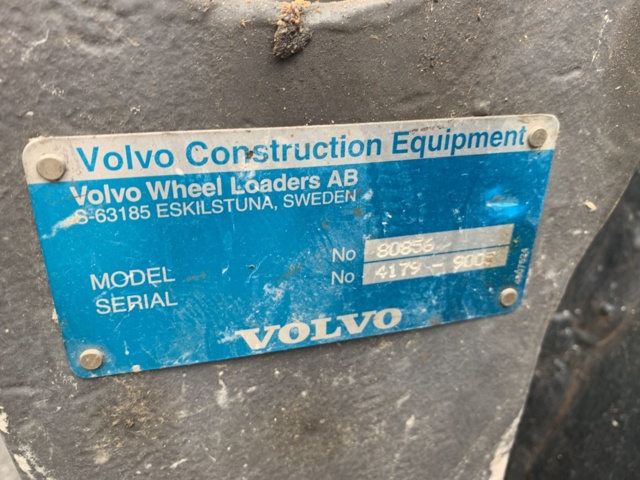 Volvo Construction Equipment
Volvo Wheel Loaders AB
S-63185 ESKILSTUNA, SWEDEN
MODEL No 80856
SERIAL No 4179 - 9005
VOLVO